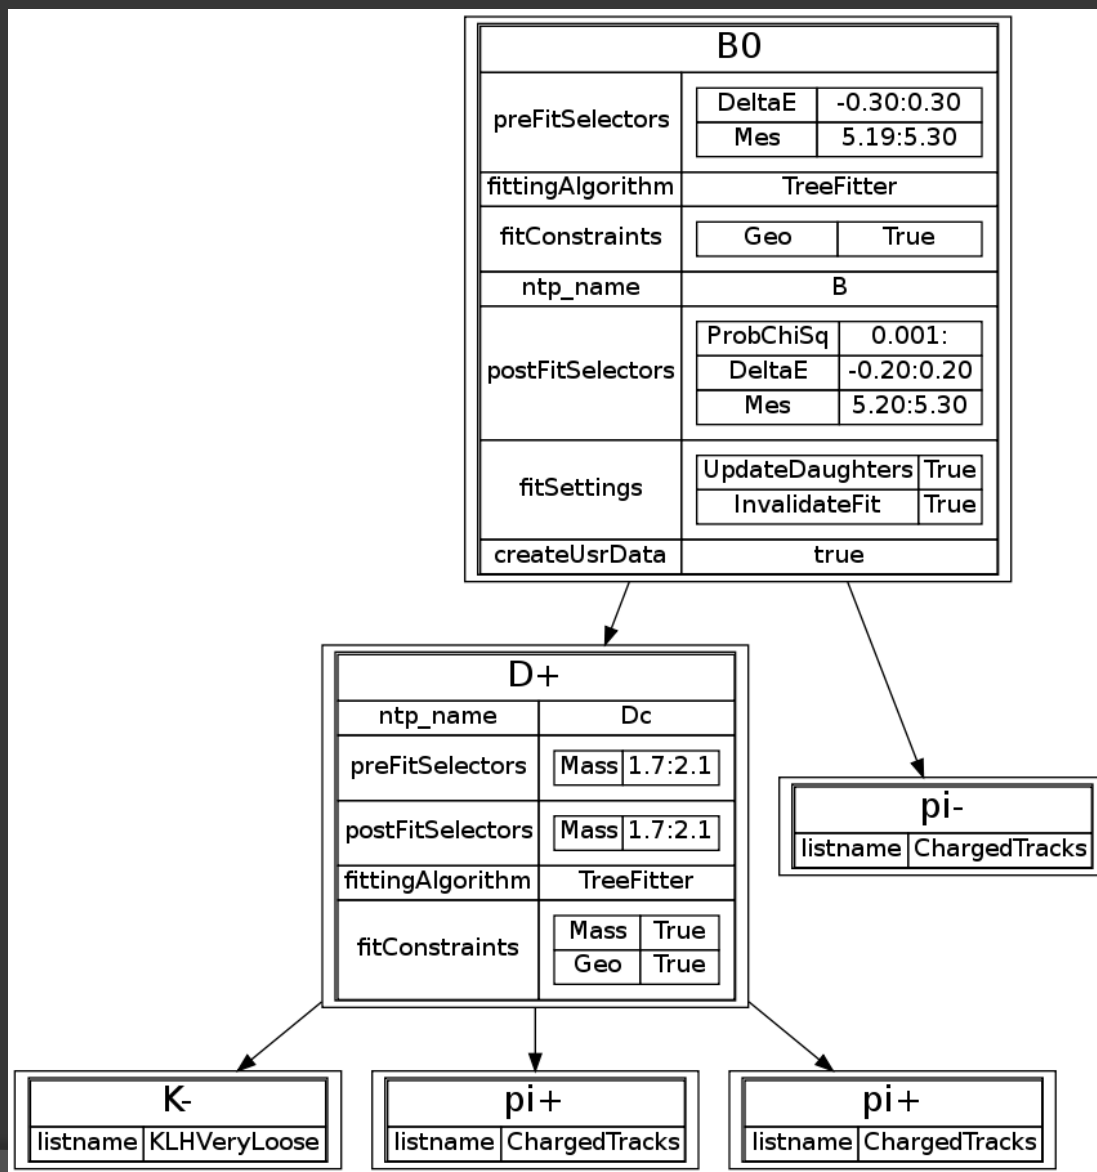 B0
preFitSelectors
DeltaE -0.30:0.30
Mes 5.19:5.30
fittingAlgorithm TreeFitter
fitConstraints Geo True
ntp_name B
postFitSelectors
ProbChiSq 0.001:
DeltaE -0.20:0.20
Mes 5.20:5.30
fitSettings
UpdateDaughters True
InvalidateFit True
createUsrData true
D+
ntp_name Dc
preFitSelectors Mass 1.7:2.1
postFitSelectors Mass 1.7:2.1
fittingAlgorithm TreeFitter
fitConstraints
Mass True
Geo True
pi-
listname ChargedTracks
K-
listname KLHVeryLoose
pi+
listname ChargedTracks
pi+
listname ChargedTracks